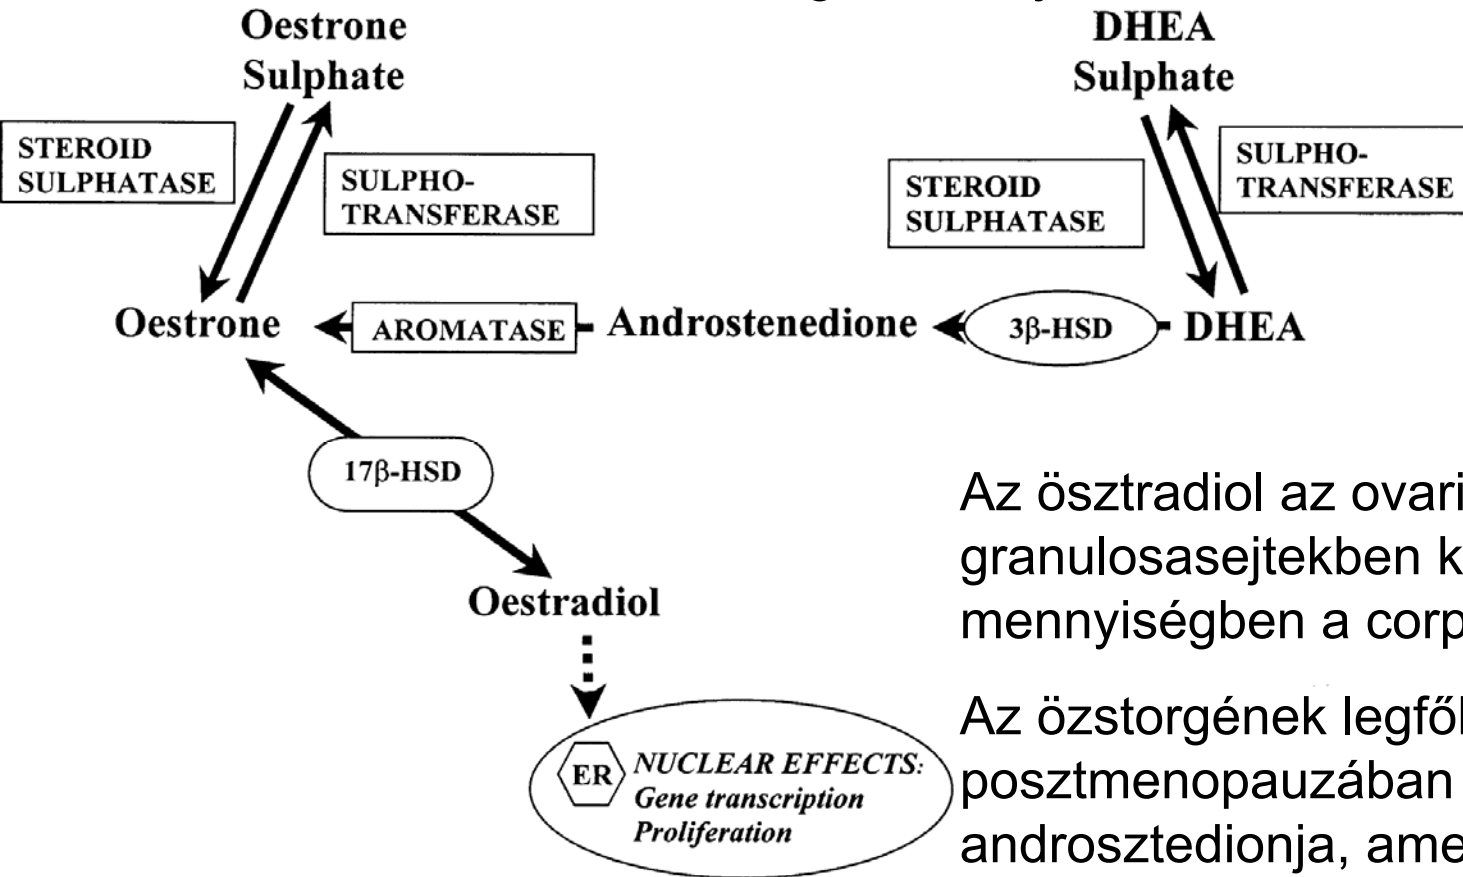 Oestrone
Sulphate
DHEA
Sulphate
STEROID
SULPHATASE
SULPHO-
TRANSFERASE
STEROID
SULPHATASE
SULPHO-
TRANSFERASE
Oestrone
AROMATASE
Androstenedione
3β-HSD
DHEA
17β-HSD
Oestradiol
ER
NUCLEAR EFFECTS:
Gene transcription
Proliferation
Az ösztradiol az ovari
granulosasejtekben k
mennyiségben a corp
Az özstorgének legfől
posztmenopauzában
androsztedionja, ame